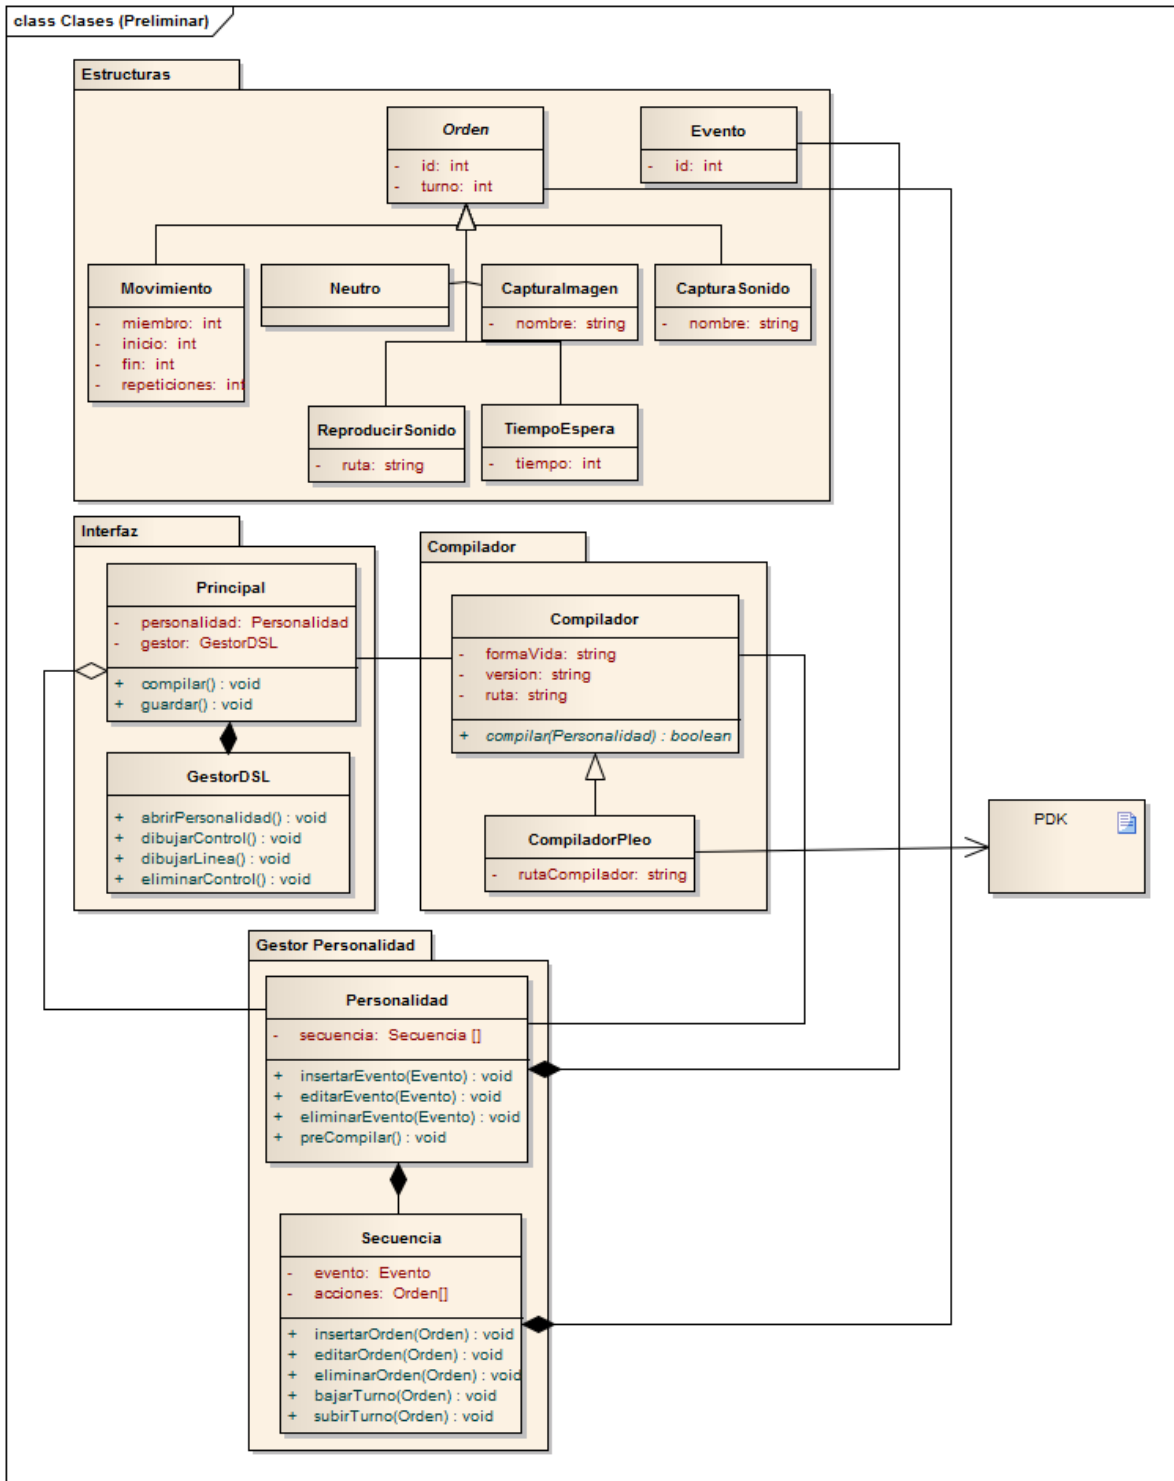 class Clases (Preliminar)
Estructuras
Orden
- id: int
- turno: int
Evento
- id: int
Movimiento
- miembro: int
- inicio: int
- fin: int
- repeticiones: int
Neutro
CapturaImagen
- nombre: string
CapturaSonido
- nombre: string
ReproducirSonido
- ruta: string
TiempoEspera
- tiempo: int
Interfaz
Principal
- personalidad: Personalidad
- gestor: GestorDSL
+ compilar() : void
+ guardar() : void
GestorDSL
+ abrirPersonalidad() : void
+ dibujarControl() : void
+ dibujarLinea() : void
+ eliminarControl() : void
Compilador
Compilador
- formaVida: string
- version: string
- ruta: string
+ compilar(Personalidad) : boolean
CompiladorPleo
- rutaCompilador: string
PDK
Gestor Personalidad
Personalidad
- secuencia: Secuencia []
+ insertarEvento(Evento) : void
+ editarEvento(Evento) : void
+ eliminarEvento(Evento) : void
+ preCompilar() : void
Secuencia
- evento: Evento
- acciones: Orden[]
+ insertarOrden(Orden) : void
+ editarOrden(Orden) : void
+ eliminarOrden(Orden) : void
+ bajarTurno(Orden) : void
+ subirTurno(Orden) : void